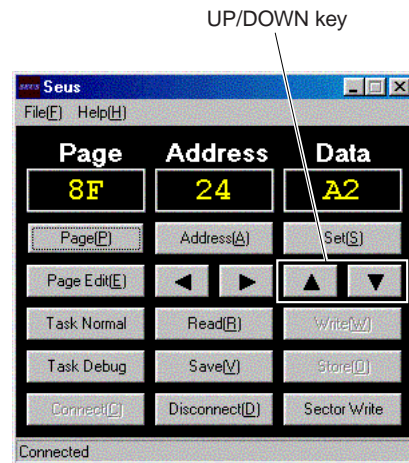 UP/DOWN key
SEUS Seus
File(F) Help(H)
Page Address Data
8F 24 A2
Page(P) Address(A) Set(S)
Page Edit(E)
Task Normal Read(R) Write(W)
Task Debug Save(V) Store(O)
Connect(C) Disconnect(D) Sector Write
Connected